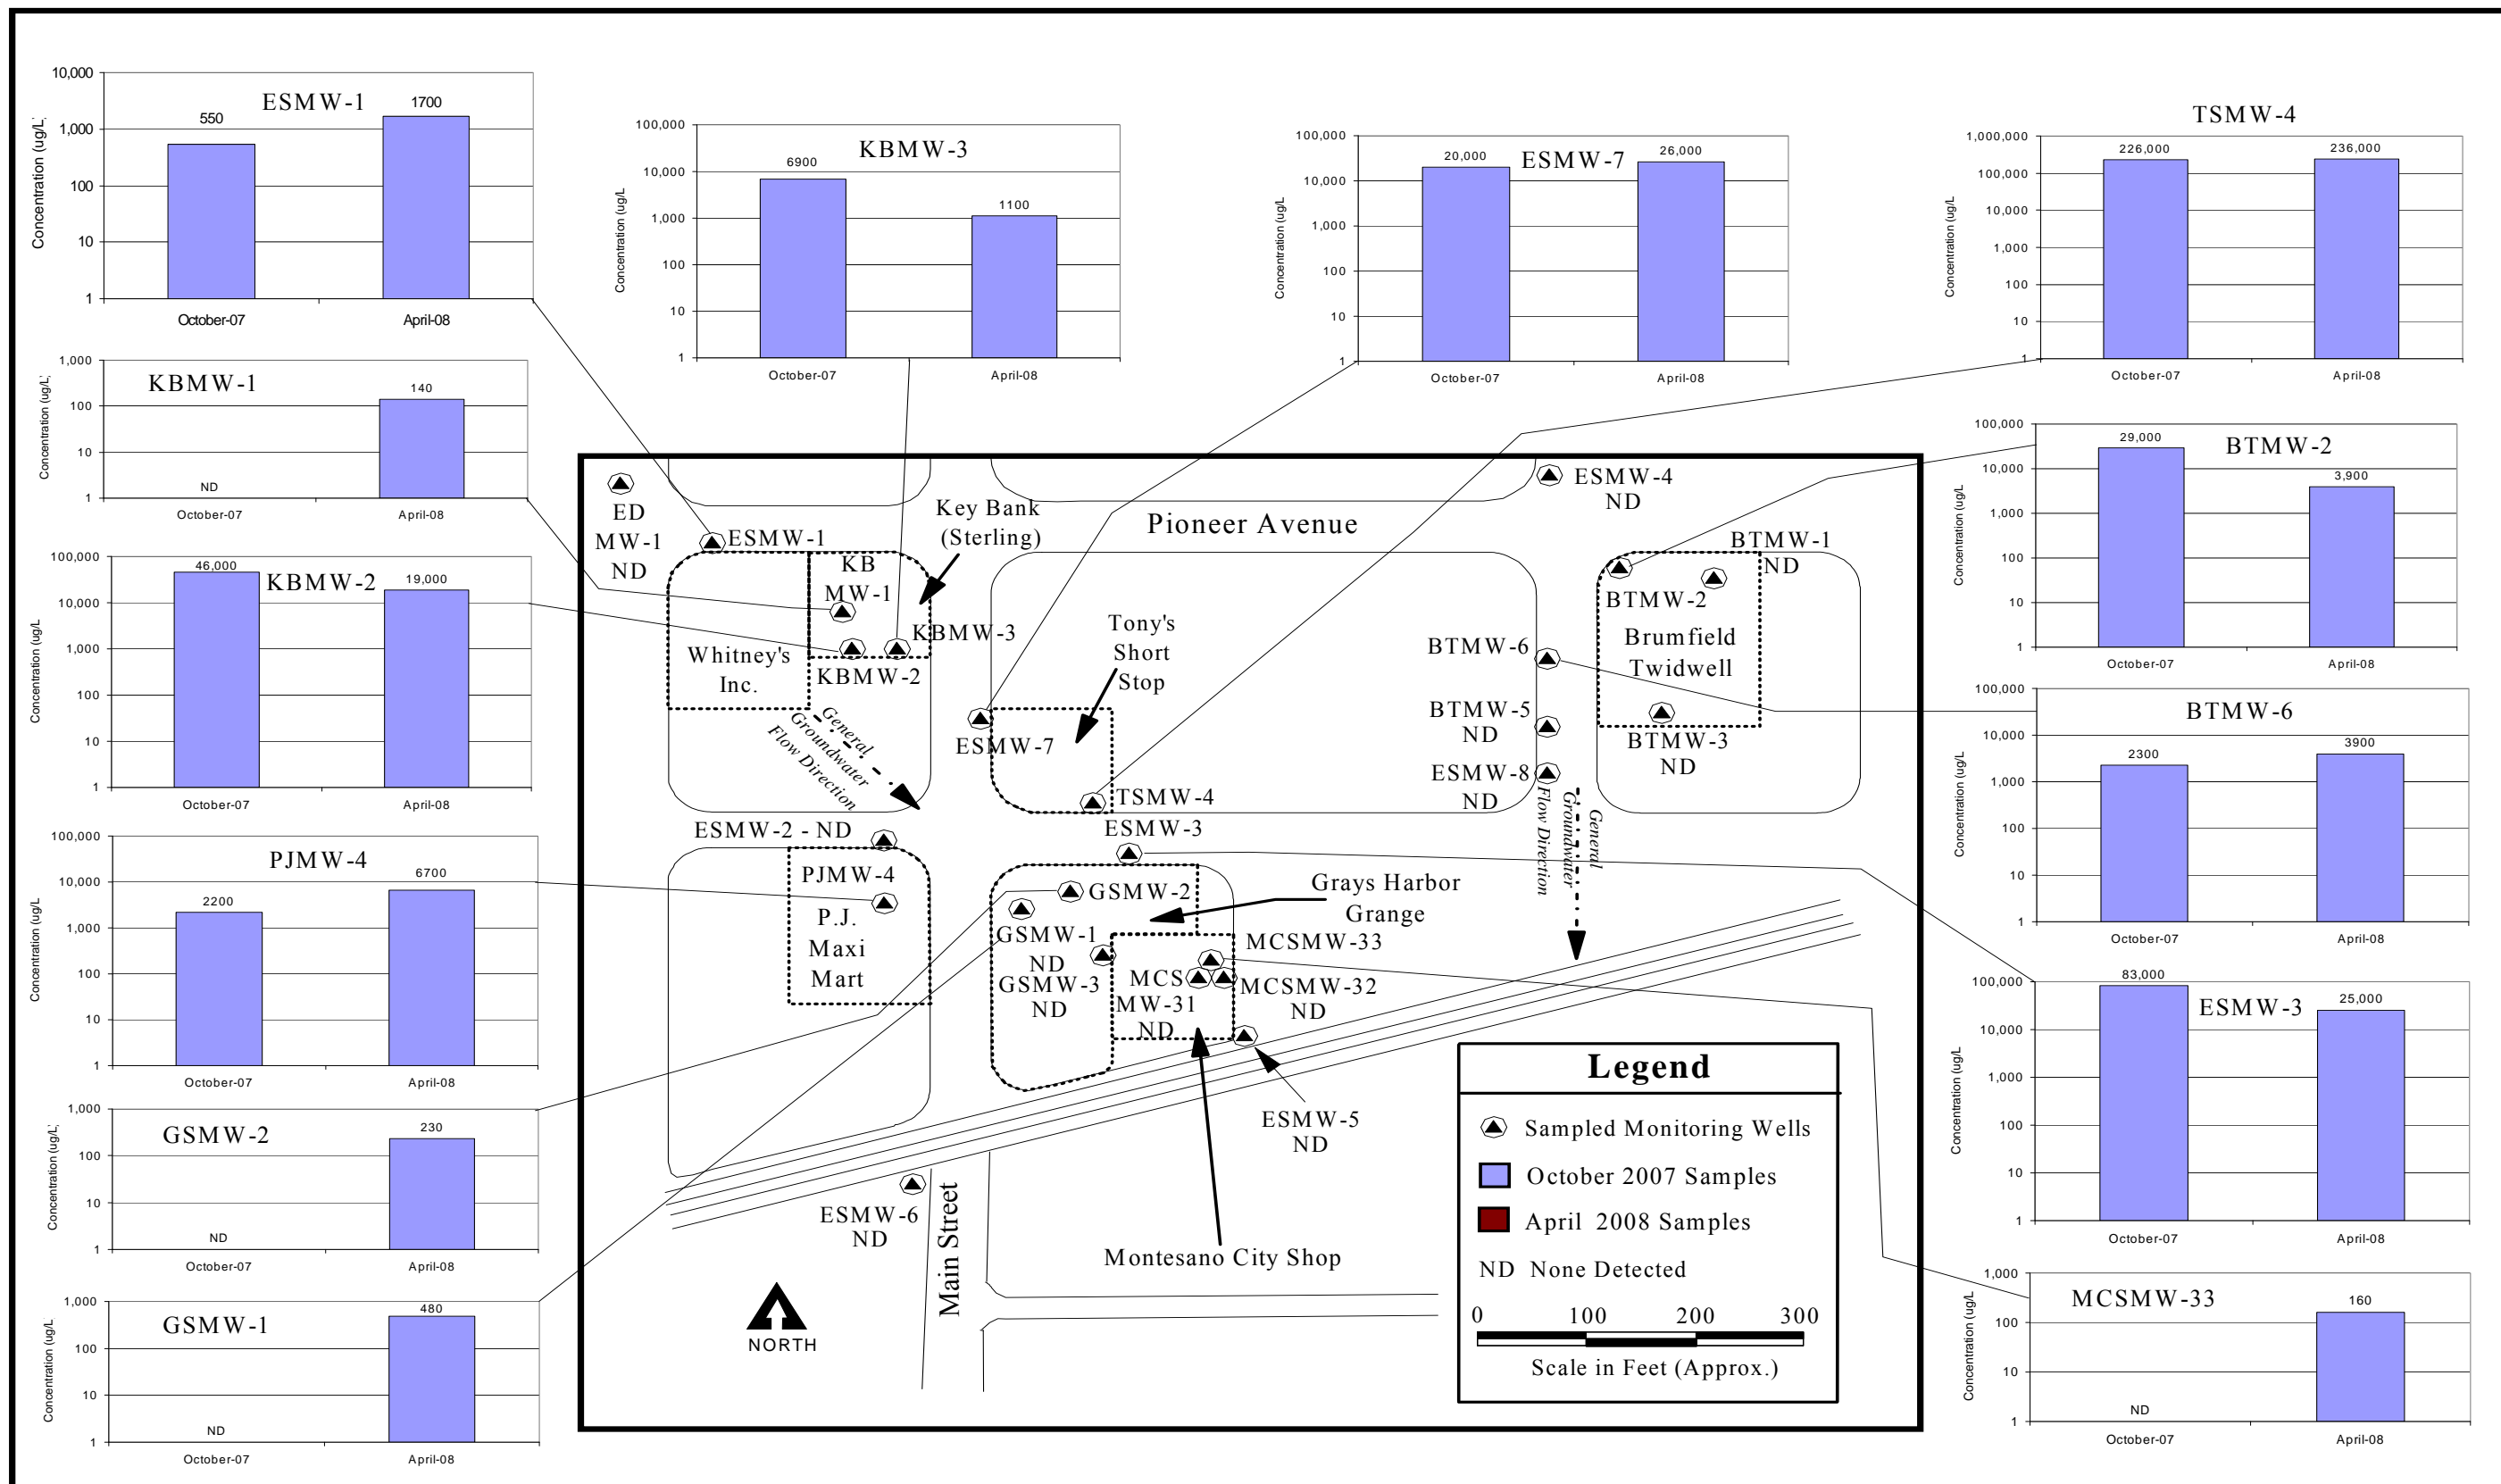 ESMW-1
Concentration (ug/L)
10,000
1,000
100
10
1
550
1700
October-07
April-08
KBMW-3
Concentration (ug/L
100,000
10,000
1,000
100
10
1
6900
1100
October-07
April-08
ESMW-7
Concentration (ug/L
100,000
10,000
1,000
100
10
1
20,000
26,000
October-07
April-08
TSMW-4
Concentration (ug/L
1,000,000
100,000
10,000
1,000
100
10
1
226,000
236,000
October-07
April-08
KBMW-1
Concentration (ug/L)
1,000
100
10
1
ND
140
October-07
April-08
KBMW-2
Concentration (ug/L
100,000
10,000
1,000
100
10
1
46,000
19,000
October-07
April-08
PJMW-4
Concentration (ug/L
100,000
10,000
1,000
100
10
1
2200
6700
October-07
April-08
GSMW-2
Concentration (ug/L)
1,000
100
10
1
ND
230
October-07
April-08
GSMW-1
Concentration (ug/L
1,000
100
10
1
ND
480
October-07
April-08
BTMW-2
Concentration (ug/L
100,000
10,000
1,000
100
10
1
29,000
3,900
October-07
April-08
BTMW-6
Concentration (ug/L
100,000
10,000
1,000
100
10
1
2300
3900
October-07
April-08
ESMW-3
Concentration (ug/L
100,000
10,000
1,000
100
10
1
83,000
25,000
October-07
April-08
MCSMW-33
Concentration (ug/L
1,000
100
10
1
ND
160
October-07
April-08
ED
MW-1
ND
ESMW-1
Key Bank
(Sterling)
KB
MW-1
KBMW-3
KBMW-2
Whitney's
Inc.
General
Groundwater
Flow Direction
Pioneer Avenue
ESMW-4
ND
BTMW-1
ND
BTMW-2
Brumfield
Twidwell
BTMW-3
ND
BTMW-6
BTMW-5
ND
ESMW-8
ND
General
Groundwater
Flow Direction
Tony's
Short
Stop
ESMW-7
TSMW-4
ESMW-3
ESMW-2 - ND
PJMW-4
P.J.
Maxi
Mart
GSMW-2
GSMW-1
ND
GSMW-3
ND
Grays Harbor
Grange
MCSMW-33
MCS
MW-31
ND
MCSMW-32
ND
ESMW-5
ND
ESMW-6
ND
Main Street
Montesano City Shop
NORTH
Legend
Sampled Monitoring Wells
October 2007 Samples
April 2008 Samples
ND None Detected
0 100 200 300
Scale in Feet (Approx.)